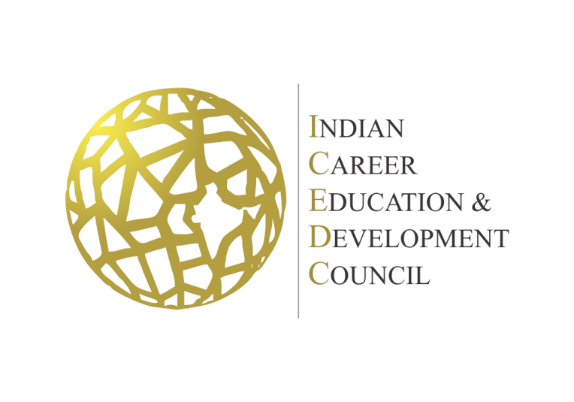 INDIAN
CAREER
EDUCATION &
DEVELOPMENT
COUNCIL